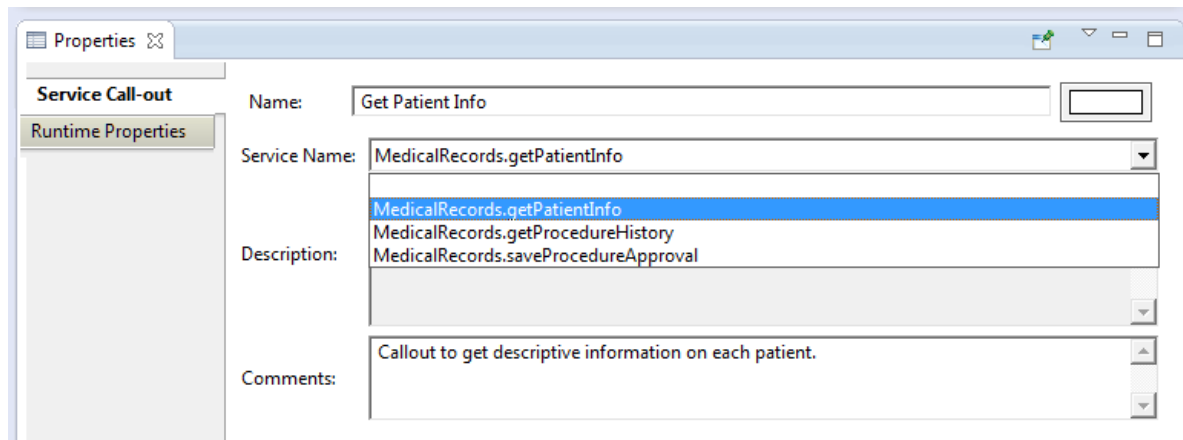 Properties
Service Call-out
Runtime Properties
Name: Get Patient Info
Service Name: MedicalRecords.getPatientInfo
MedicalRecords.getPatientInfo
MedicalRecords.getProcedureHistory
MedicalRecords.saveProcedureApproval
Description:
Callout to get descriptive information on each patient.
Comments: